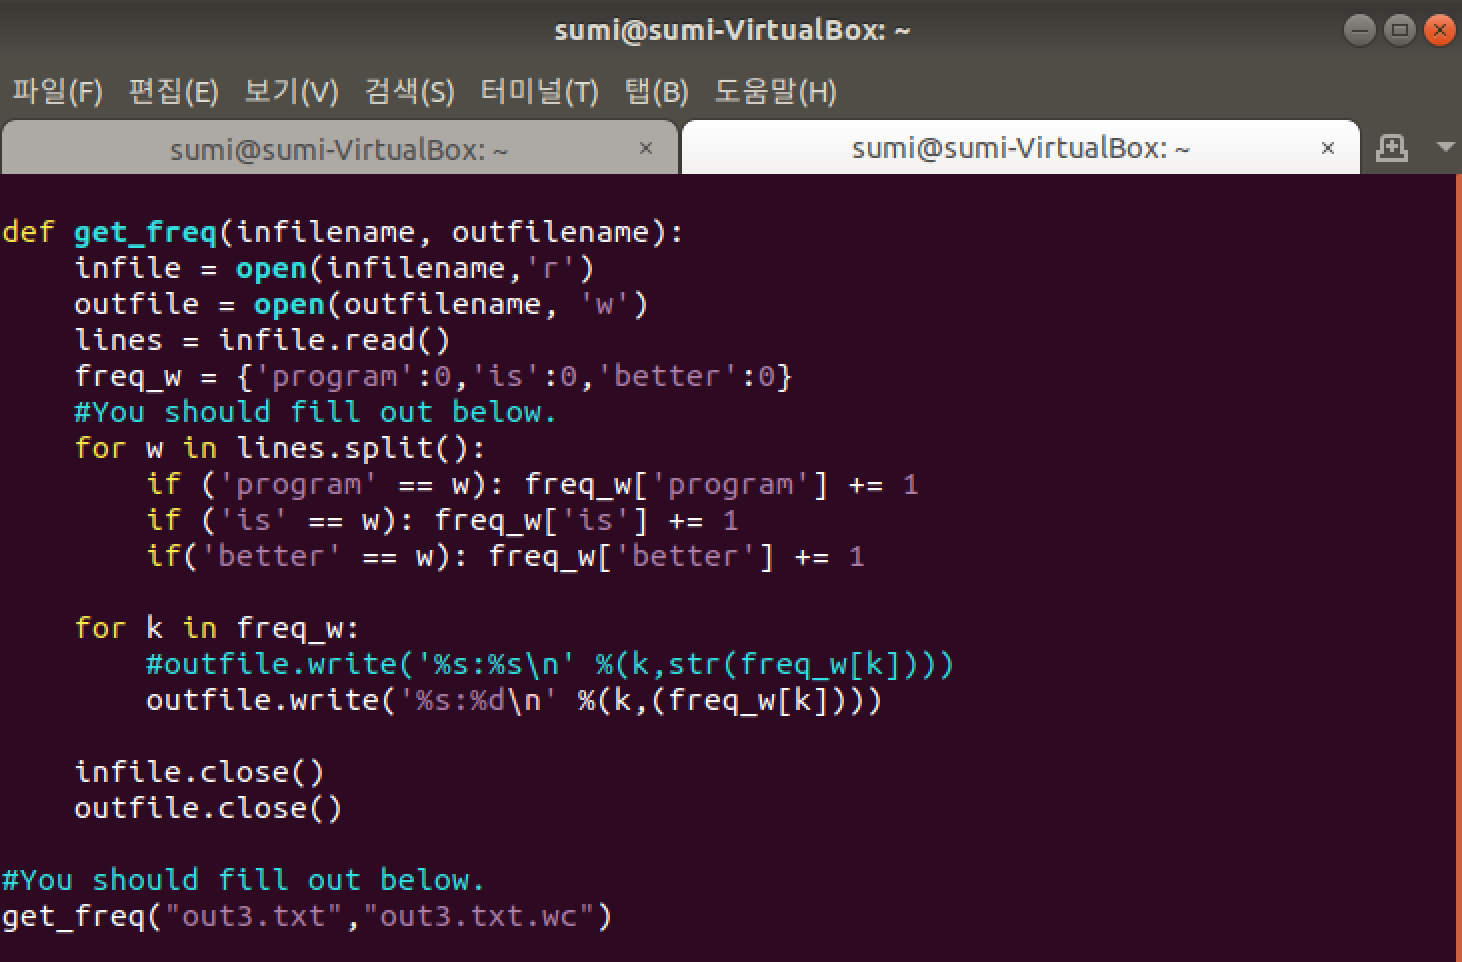 sumi@sumi-VirtualBox: ~
파일(F) 편집(E) 보기(V) 검색(S) 터미널(T) 탭(B) 도움말(H)
sumi@sumi-VirtualBox: ~ × sumi@sumi-VirtualBox: ~ ×
def get_freq(infilename, outfilename):
    infile = open(infilename,'r')
    outfile = open(outfilename, 'w')
    lines = infile.read()
    freq_w = {'program':0,'is':0,'better':0}
    #You should fill out below.
    for w in lines.split():
        if ('program' == w): freq_w['program'] += 1
        if ('is' == w): freq_w['is'] += 1
        if('better' == w): freq_w['better'] += 1
    for k in freq_w:
        #outfile.write('%s:%s\n' %(k,str(freq_w[k])))
        outfile.write('%s:%d\n' %(k,(freq_w[k])))
    infile.close()
    outfile.close()
#You should fill out below.
get_freq("out3.txt","out3.txt.wc")